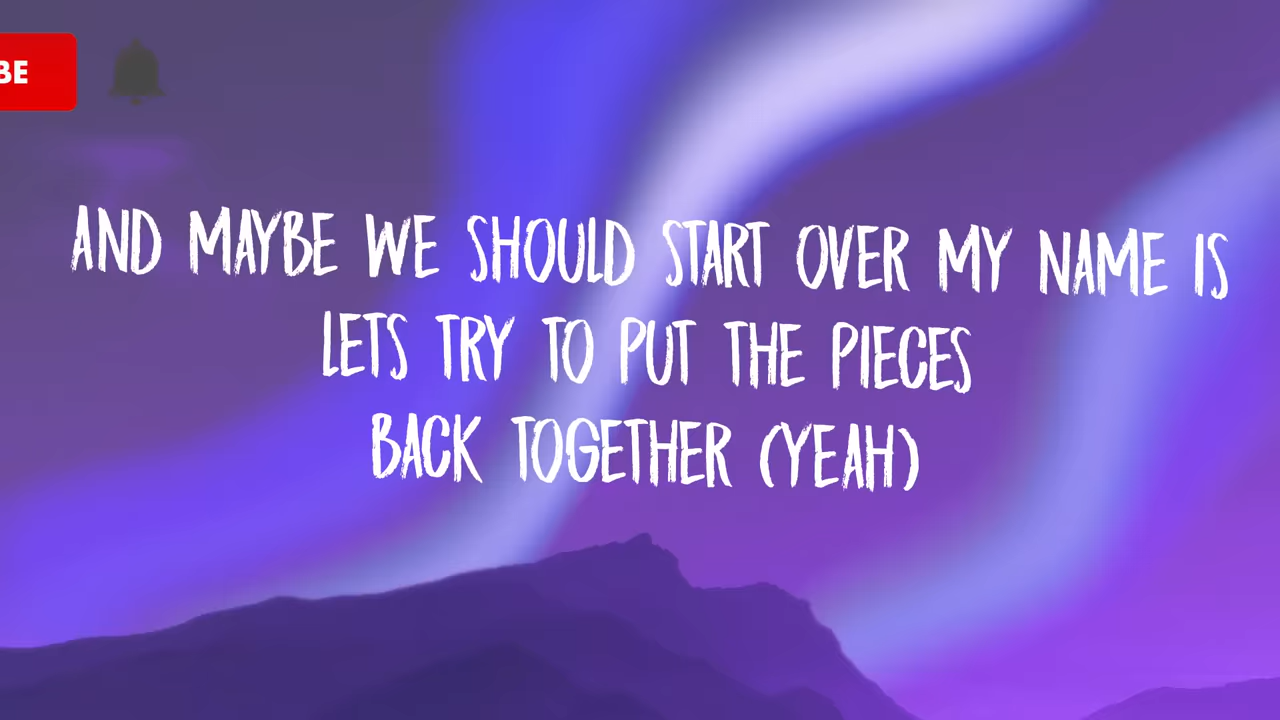 BE
AND MAYBE WE SHOULD START OVER MY NAME IS
LETS TRY TO PUT THE PIECES
BACK TOGETHER (YEAH)